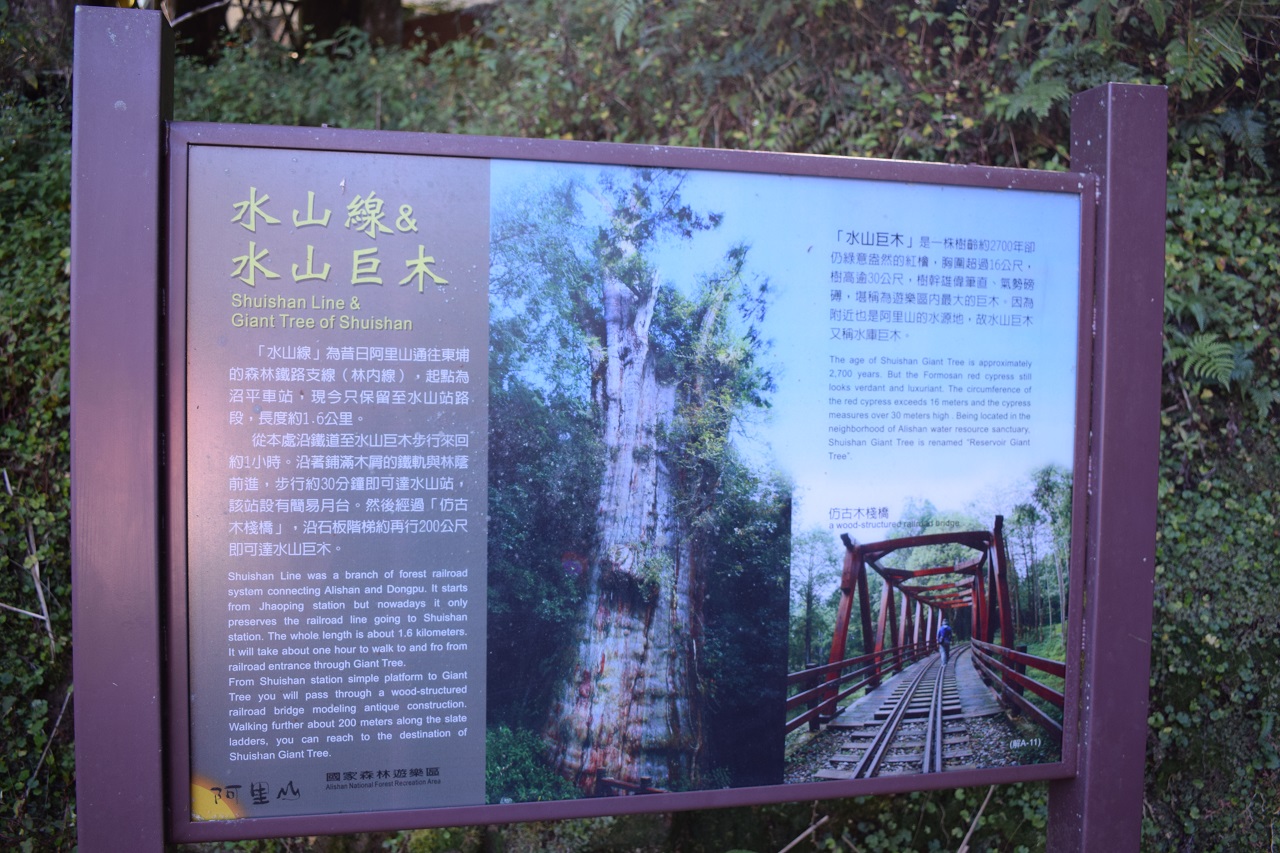 水山線&
水山巨木
Shuishan Line &
Giant Tree of Shuishan
「水山線」為昔日阿里山通往東埔
的森林鐵路支線（林內線），起點為
沼平車站，現今只保留至水山站路
段，長度約1.6公里。
從本處沿鐵道至水山巨木步行來回
約1小時。沿著鋪滿木屑的鐵軌與林蔭
前進，步行約30分鐘即可達水山站，
該站設有簡易月台。然後經過「仿古
木棧橋」，沿石板階梯約再行200公尺
即可達水山巨木。
Shuishan Line was a branch of forest railroad
system connecting Alishan and Dongpu. It starts
from Jhaoping station but nowadays it only
preserves the railroad line going to Shuishan
station. The whole length is about 1.6 kilometers.
It will take about one hour to walk to and fro from
railroad entrance through Giant Tree.
From Shuishan station simple platform to Giant
Tree you will pass through a wood-structured
railroad bridge modeling antique construction.
Walking further about 200 meters along the slate
ladders, you can reach to the destination of
Shuishan Giant Tree.
阿里山
國家森林遊樂區
Alishan National Forest Recreation Area
「水山巨木」是一株樹齡約2700年卻
仍綠意盎然的紅檜，胸圍超過16公尺，
樹高逾30公尺，樹幹雄偉筆直、氣勢磅
礡，堪稱為遊樂區內最大的巨木。因為
附近也是阿里山的水源地，故水山巨木
又稱水庫巨木。
The age of Shuishan Giant Tree is approximately
2,700 years. But the Formosan red cypress still
looks verdant and luxuriant. The circumference of
the red cypress exceeds 16 meters and the cypress
measures over 30 meters high . Being located in the
neighborhood of Alishan water resource sanctuary,
Shuishan Giant Tree is renamed "Reservoir Giant
Tree".
仿古木棧橋
a wood-structured railroad bridge
(解A-11)